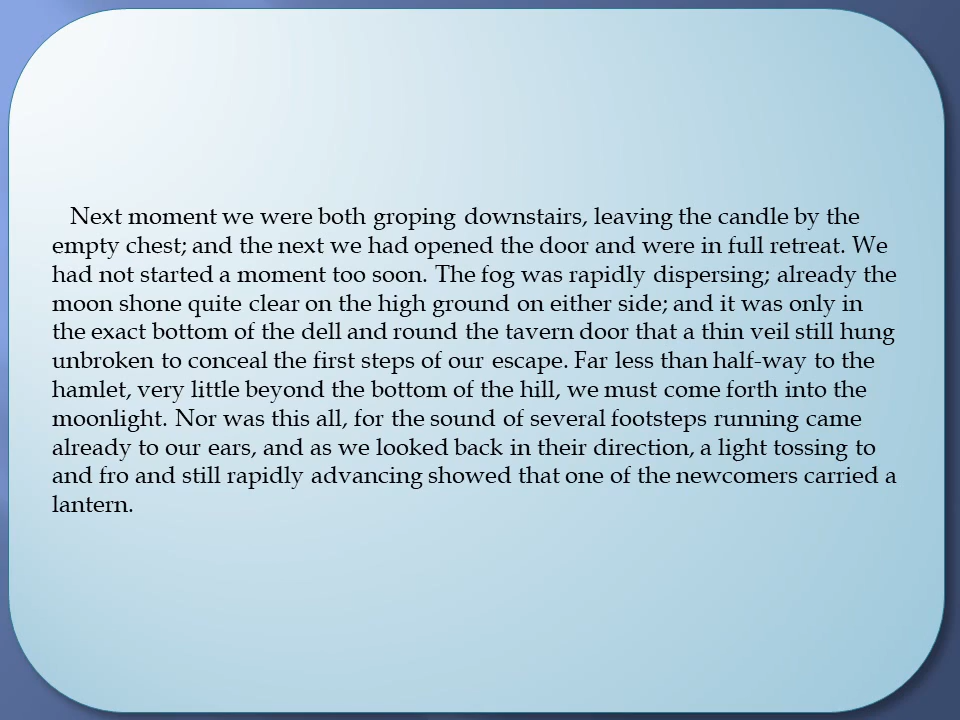 Next moment we were both groping downstairs, leaving the candle by the
empty chest; and the next we had opened the door and were in full retreat. We
had not started a moment too soon. The fog was rapidly dispersing; already the
moon shone quite clear on the high ground on either side; and it was only in
the exact bottom of the dell and round the tavern door that a thin veil still hung
unbroken to conceal the first steps of our escape. Far less than half-way to the
hamlet, very little beyond the bottom of the hill, we must come forth into the
moonlight. Nor was this all, for the sound of several footsteps running came
already to our ears, and as we looked back in their direction, a light tossing to
and fro and still rapidly advancing showed that one of the newcomers carried a
lantern.